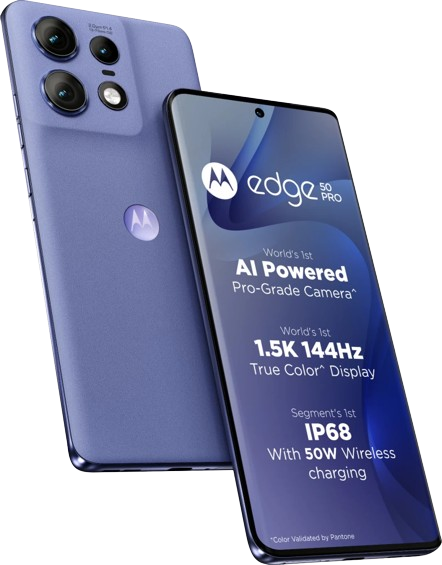 edge 50 PRO
World's 1st
AI Powered
Pro-Grade Camera^
World's 1st
1.5K 144Hz
True Color^ Display
Segment's 1st
IP68
With 50W Wireless
charging
^Color Validated by Pantone